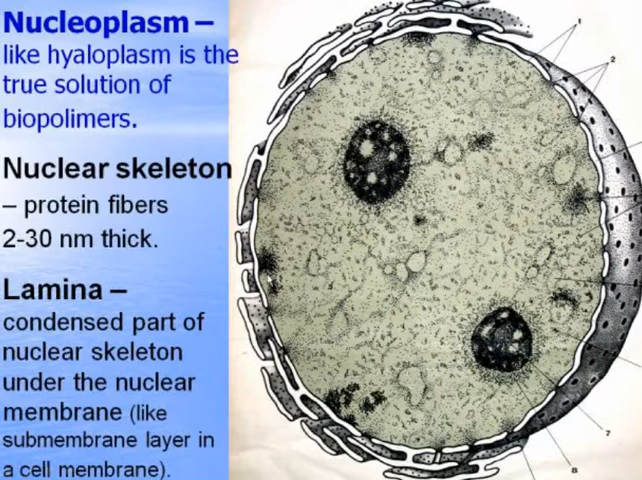 Nucleoplasm –
like hyaloplasm is the
true solution of
biopolimers.
Nuclear skeleton
– protein fibers
2-30 nm thick.
Lamina –
condensed part of
nuclear skeleton
under the nuclear
membrane (like
submembrane layer in
a cell membrane).
1
2
7
8